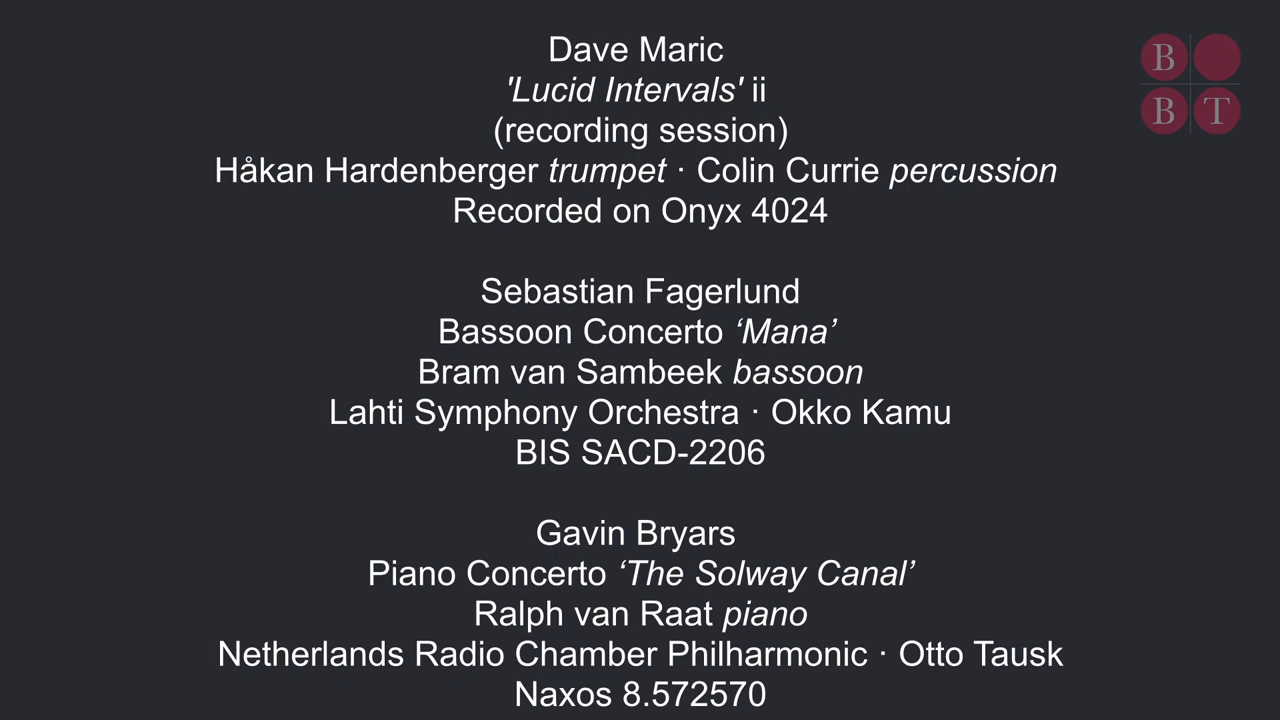 Dave Maric
'Lucid Intervals' ii
(recording session)
Håkan Hardenberger trumpet · Colin Currie percussion
Recorded on Onyx 4024
Sebastian Fagerlund
Bassoon Concerto ‘Mana’
Bram van Sambeek bassoon
Lahti Symphony Orchestra · Okko Kamu
BIS SACD-2206
Gavin Bryars
Piano Concerto ‘The Solway Canal’
Ralph van Raat piano
Netherlands Radio Chamber Philharmonic · Otto Tausk
Naxos 8.572570
B
B T